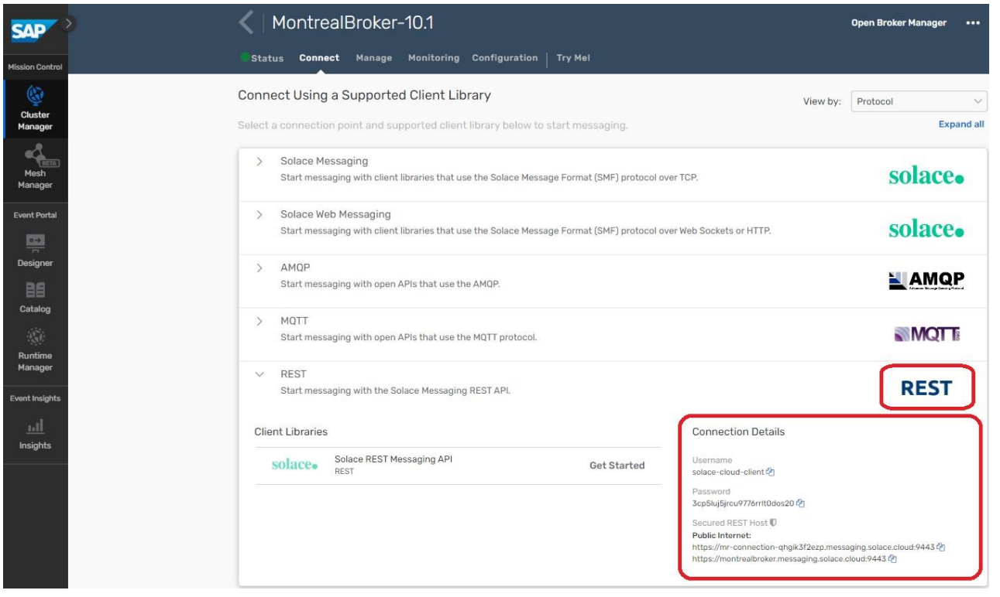 SAP
MontrealBroker-10.1
Open Broker Manager
Status Connect Manage Monitoring Configuration Try Me!
Mission Control
Cluster Manager
Mesh Manager
BETA
Event Portal
Designer
Catalog
Runtime Manager
Event Insights
Insights
Connect Using a Supported Client Library
View by: Protocol
Select a connection point and supported client library below to start messaging.
Expand all
Solace Messaging
Start messaging with client libraries that use the Solace Message Format (SMF) protocol over TCP.
solace
Solace Web Messaging
Start messaging with client libraries that use the Solace Message Format (SMF) protocol over Web Sockets or HTTP.
solace
AMQP
Start messaging with open APIs that use the AMQP.
AMQP
Advanced Message Queuing Protocol
MQTT
Start messaging with open APIs that use the MQTT protocol.
MQTT
REST
Start messaging with the Solace Messaging REST API.
REST
Client Libraries
solace
Solace REST Messaging API
REST
Get Started
Connection Details
Username
solace-cloud-client
Password
3cp5luj5jrcu9776rrlt0dos20
Secured REST Host
Public Internet:
https://mr-connection-qhgik3f2ezp.messaging.solace.cloud:9443
https://montrealbroker.messaging.solace.cloud:9443